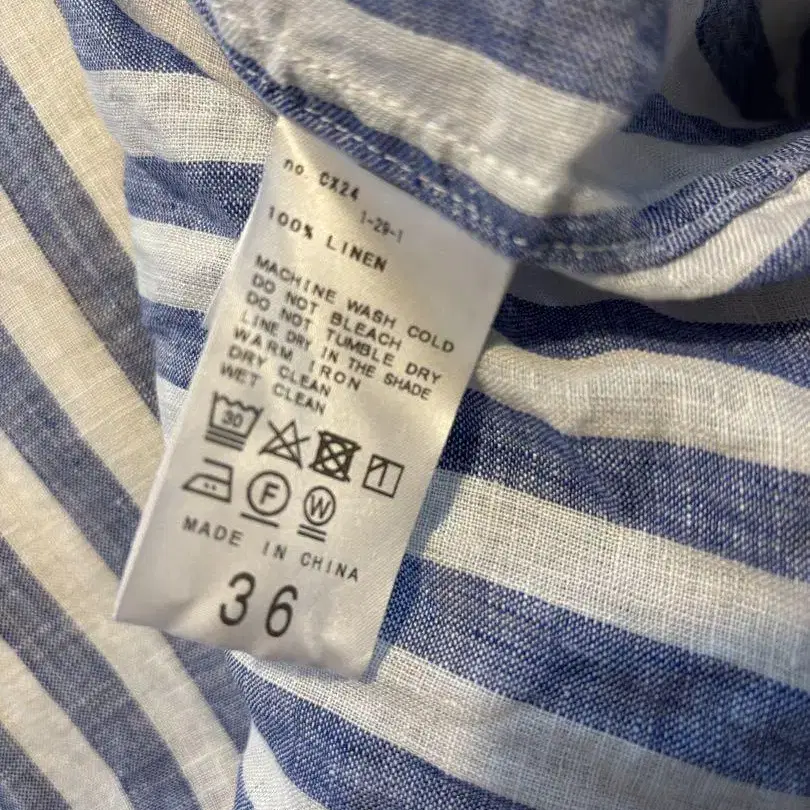 no. CX24
1-29-1
100% LINEN
MACHINE WASH COLD
DO NOT BLEACH
DO NOT TUMBLE DRY
LINE DRY IN THE SHADE
WARM IRON
DRY CLEAN
WET CLEAN
30
F W
MADE IN CHINA
36